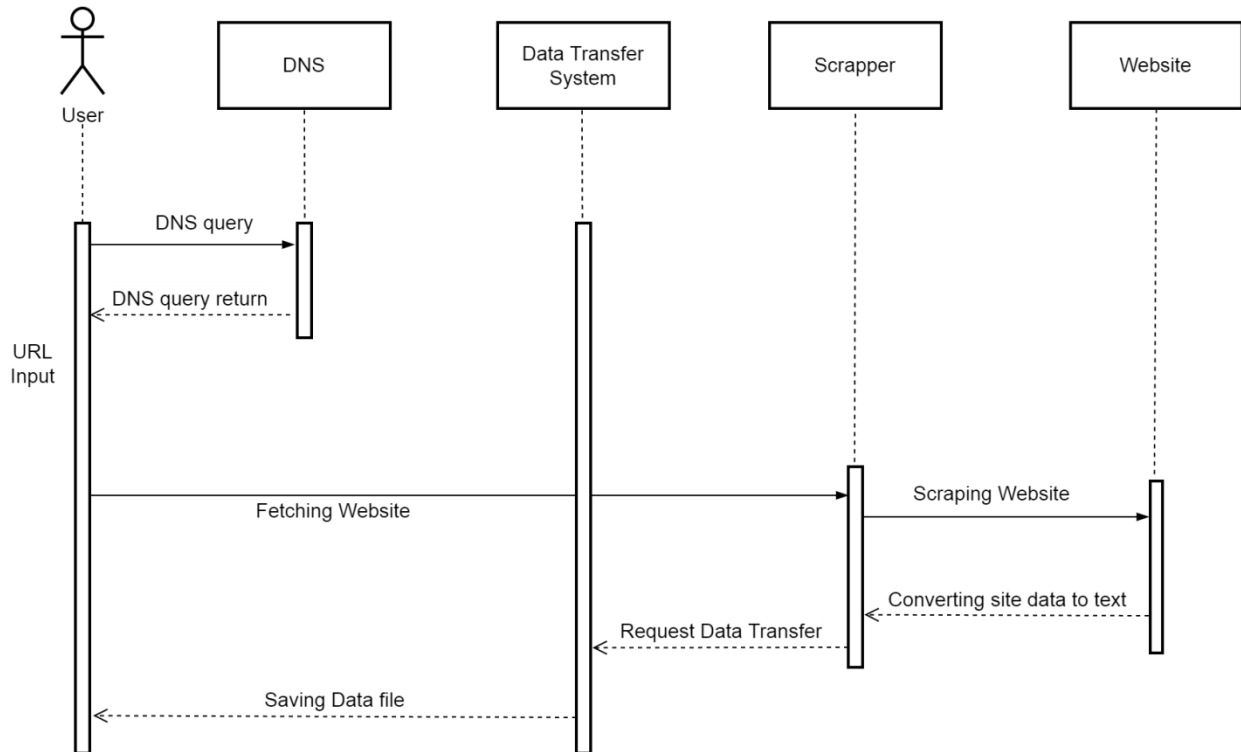 User
DNS
Data Transfer
System
Scrapper
Website
DNS query
DNS query return
URL
Input
Fetching Website
Scraping Website
Converting site data to text
Request Data Transfer
Saving Data file